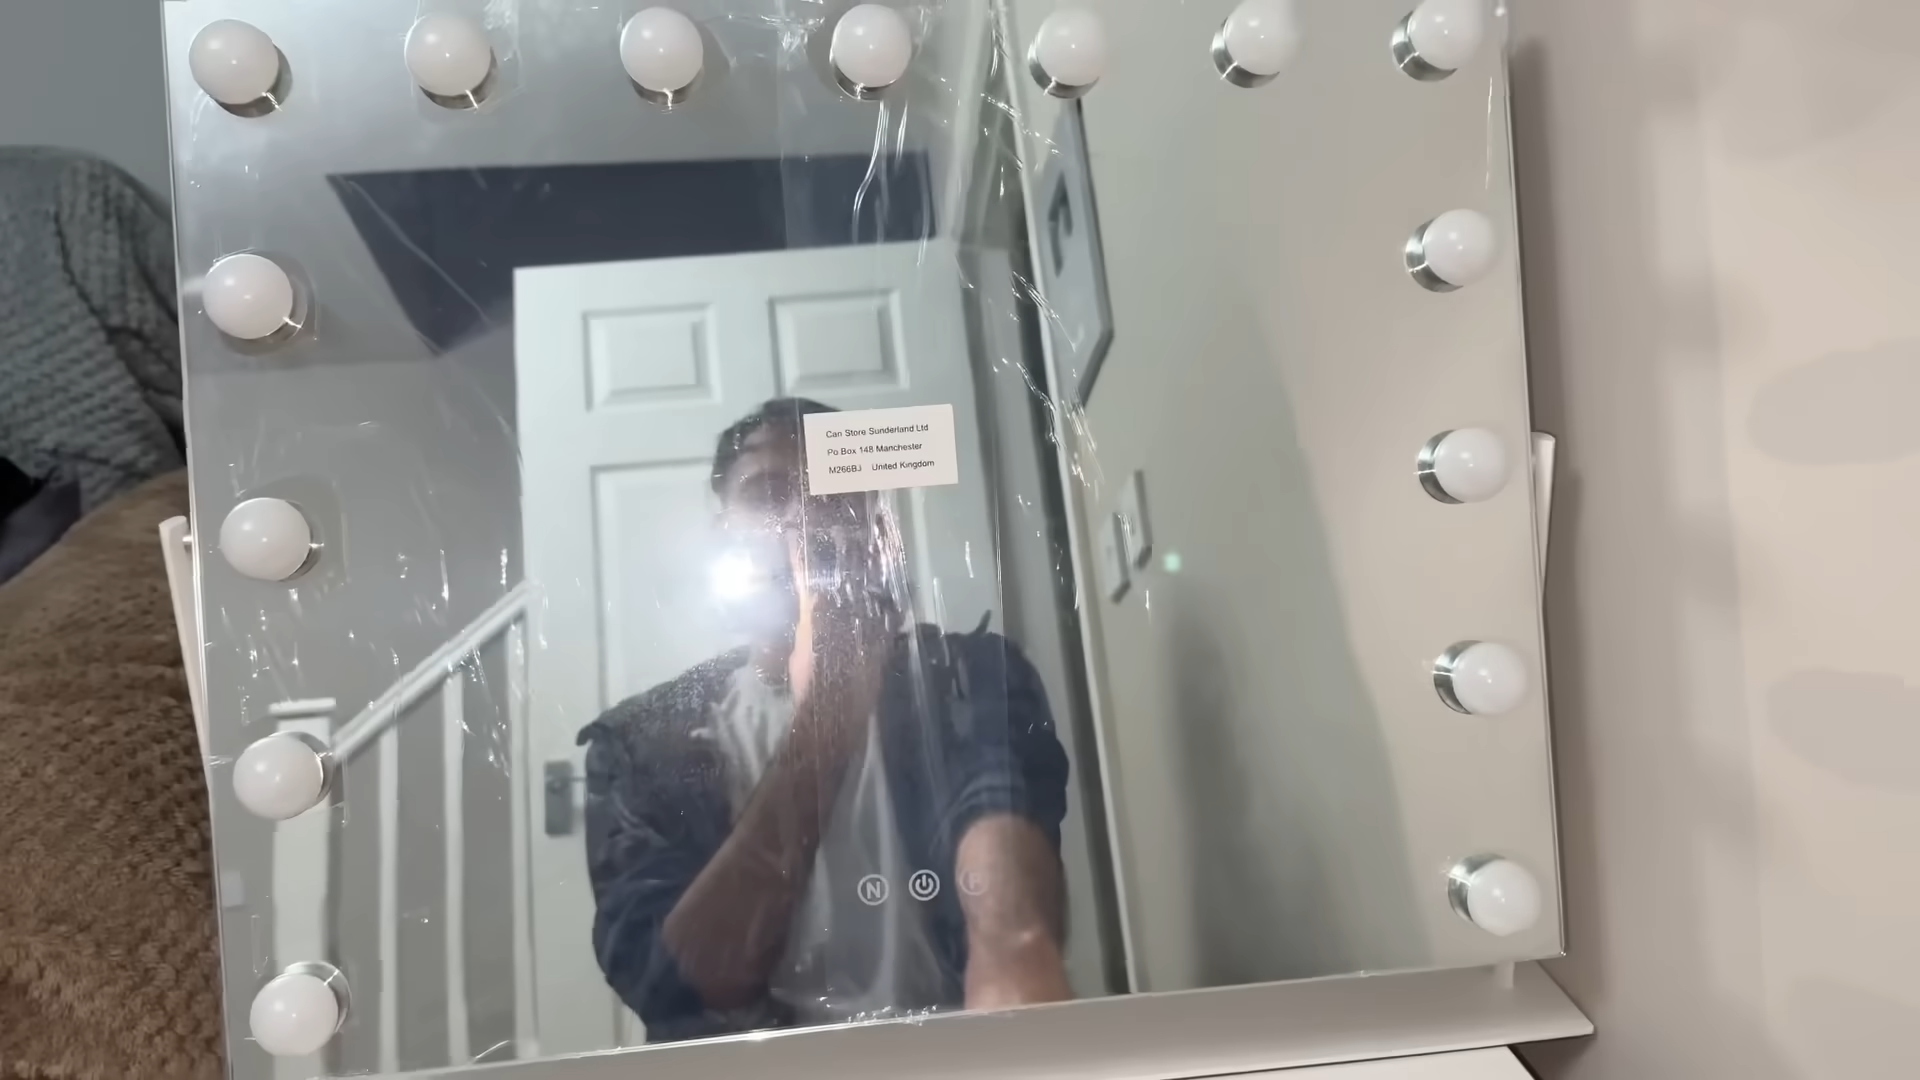 Can Store Sunderland Ltd
Po Box 148 Manchester
M266BJ United Kingdom
N